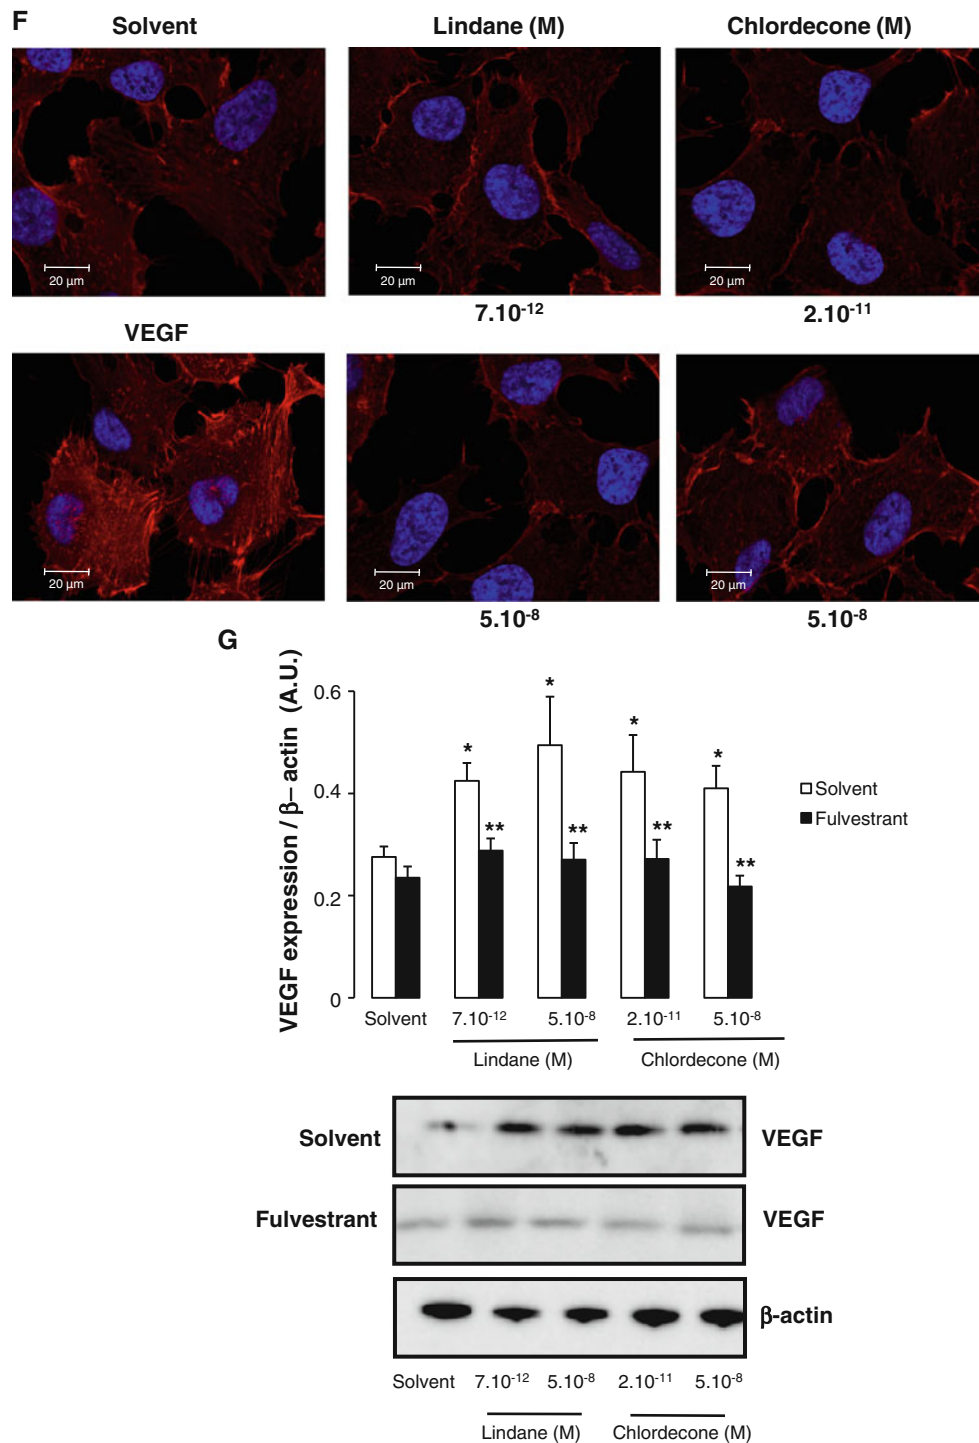 F
Solvent
Lindane (M)
Chlordecone (M)
20 µm
20 µm
20 µm
7.10⁻¹²
2.10⁻¹¹
VEGF
20 µm
20 µm
20 µm
5.10⁻⁸
5.10⁻⁸
G
VEGF expression / β– actin (A.U.)
0.6
0.4
0.2
0
*
**
*
**
*
**
*
**
Solvent
Fulvestrant
Solvent
7.10⁻¹²
5.10⁻⁸
2.10⁻¹¹
5.10⁻⁸
Lindane (M)
Chlordecone (M)
Solvent
VEGF
Fulvestrant
VEGF
β-actin
Solvent
7.10⁻¹²
5.10⁻⁸
2.10⁻¹¹
5.10⁻⁸
Lindane (M)
Chlordecone (M)